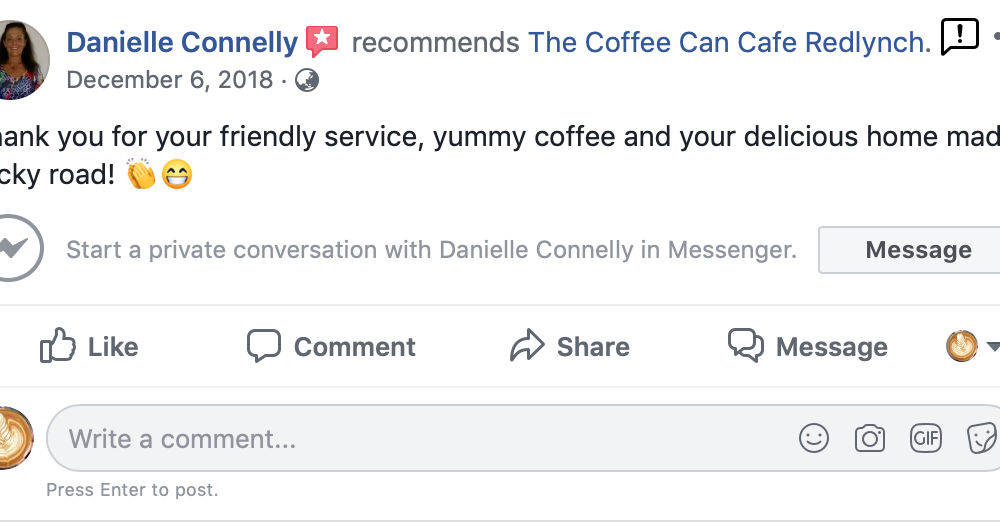 Danielle Connelly recommends The Coffee Can Cafe Redlynch.
December 6, 2018 ·
ank you for your friendly service, yummy coffee and your delicious home mad
cky road! 👏😁
Start a private conversation with Danielle Connelly in Messenger. Message
Like Comment Share Message
Write a comment... GIF
Press Enter to post.